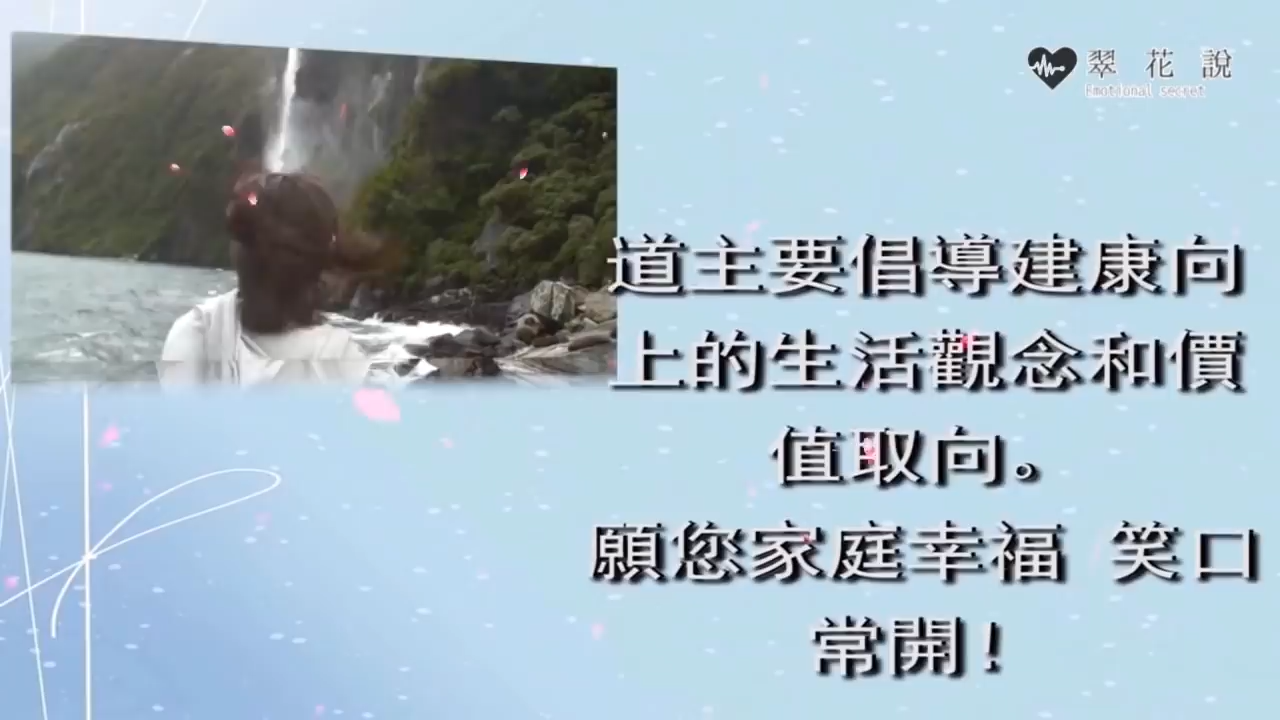 翠花說
Emotional secret
道主要倡導建康向
上的生活觀念和價
值取向。
願您家庭幸福 笑口
常開!